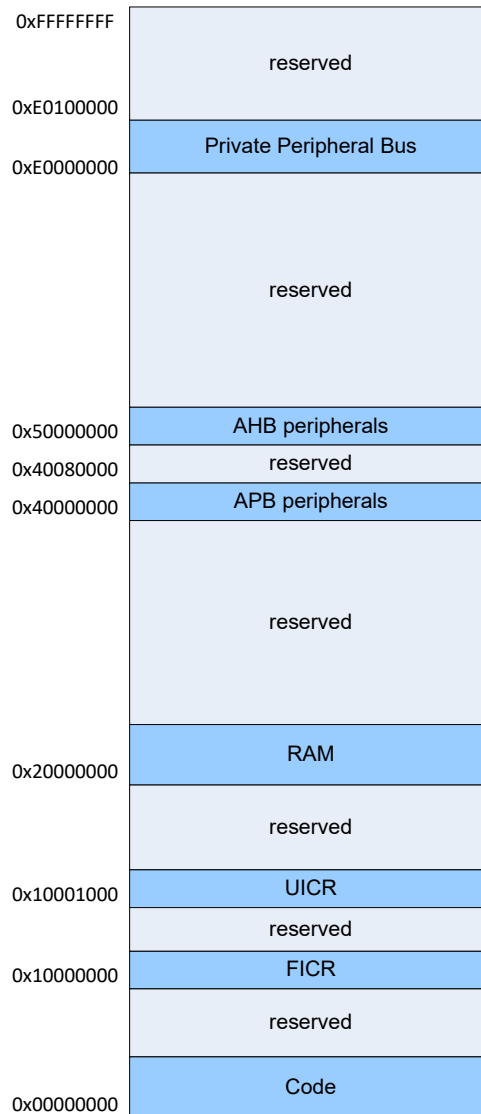 0xFFFFFFFF
reserved
0xE0100000
Private Peripheral Bus
0xE0000000
reserved
AHB peripherals
0x50000000
reserved
0x40080000
APB peripherals
0x40000000
reserved
RAM
0x20000000
reserved
UICR
0x10001000
reserved
FICR
0x10000000
reserved
Code
0x00000000